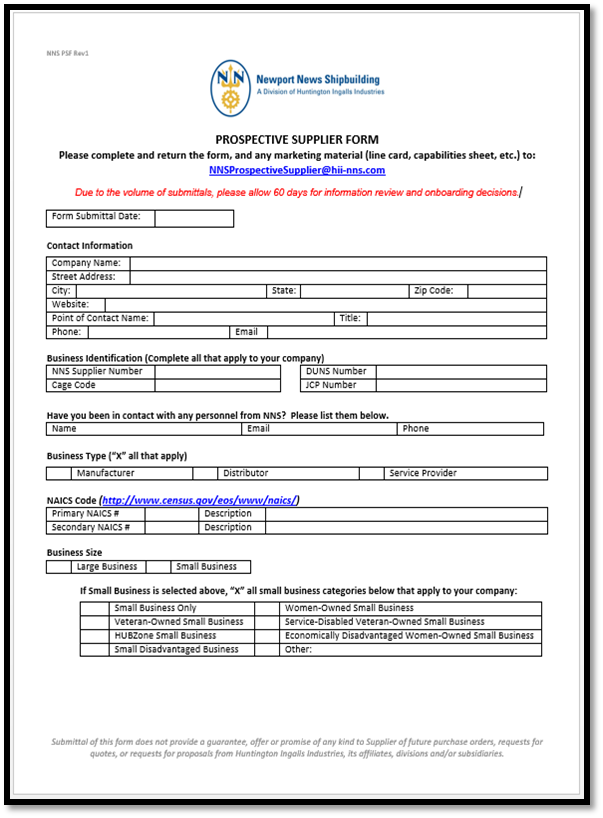 NNS PSF Rev1
NN
Newport News Shipbuilding
A Division of Huntington Ingalls Industries
PROSPECTIVE SUPPLIER FORM
Please complete and return the form, and any marketing material (line card, capabilities sheet, etc.) to:
NNSProspectiveSupplier@hii-nns.com
Due to the volume of submittals, please allow 60 days for information review and onboarding decisions.
Form Submittal Date:
Contact Information
Company Name:
Street Address:
City: State: Zip Code:
Website:
Point of Contact Name: Title:
Phone: Email
Business Identification (Complete all that apply to your company)
NNS Supplier Number DUNS Number
Cage Code JCP Number
Have you been in contact with any personnel from NNS? Please list them below.
Name Email Phone
Business Type ("X" all that apply)
Manufacturer Distributor Service Provider
NAICS Code (http://www.census.gov/eos/www/naics/)
Primary NAICS # Description
Secondary NAICS # Description
Business Size
Large Business Small Business
If Small Business is selected above, "X" all small business categories below that apply to your company:
Small Business Only Women-Owned Small Business
Veteran-Owned Small Business Service-Disabled Veteran-Owned Small Business
HUBZone Small Business Economically Disadvantaged Women-Owned Small Business
Small Disadvantaged Business Other:
Submittal of this form does not provide a guarantee, offer or promise of any kind to Supplier of future purchase orders, requests for
quotes, or requests for proposals from Huntington Ingalls Industries, its affiliates, divisions and/or subsidiaries.